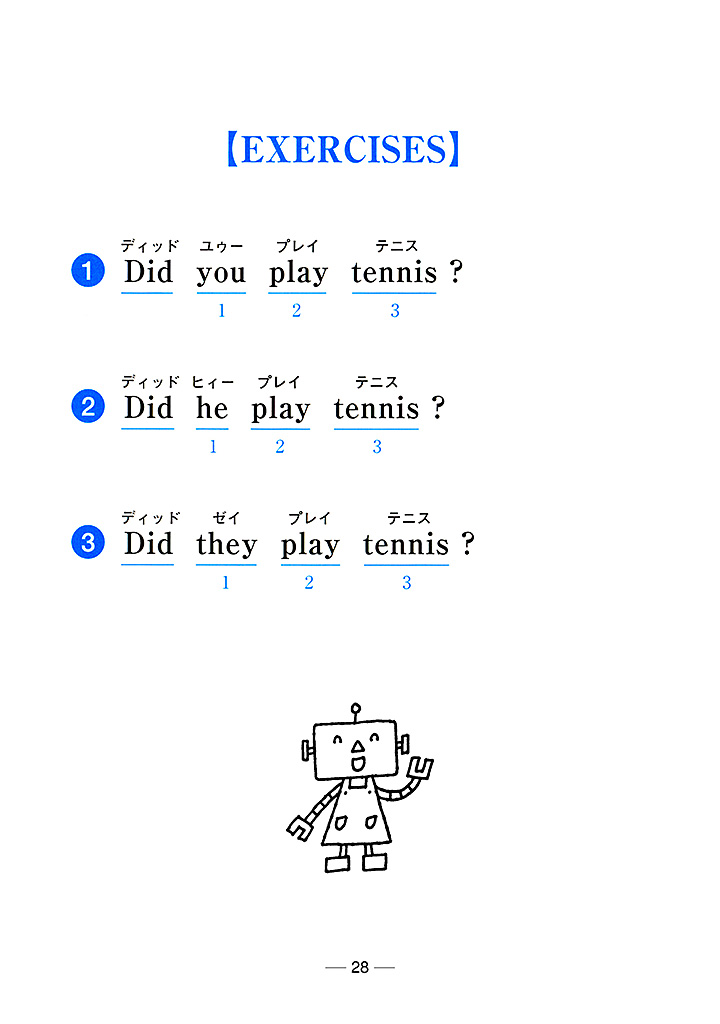 【EXERCISES】
ディッド ユゥー プレイ テニス
1 Did you play tennis ?
1 2 3
ディッド ヒィー プレイ テニス
2 Did he play tennis ?
1 2 3
ディッド ゼイ プレイ テニス
3 Did they play tennis ?
1 2 3
— 28 —